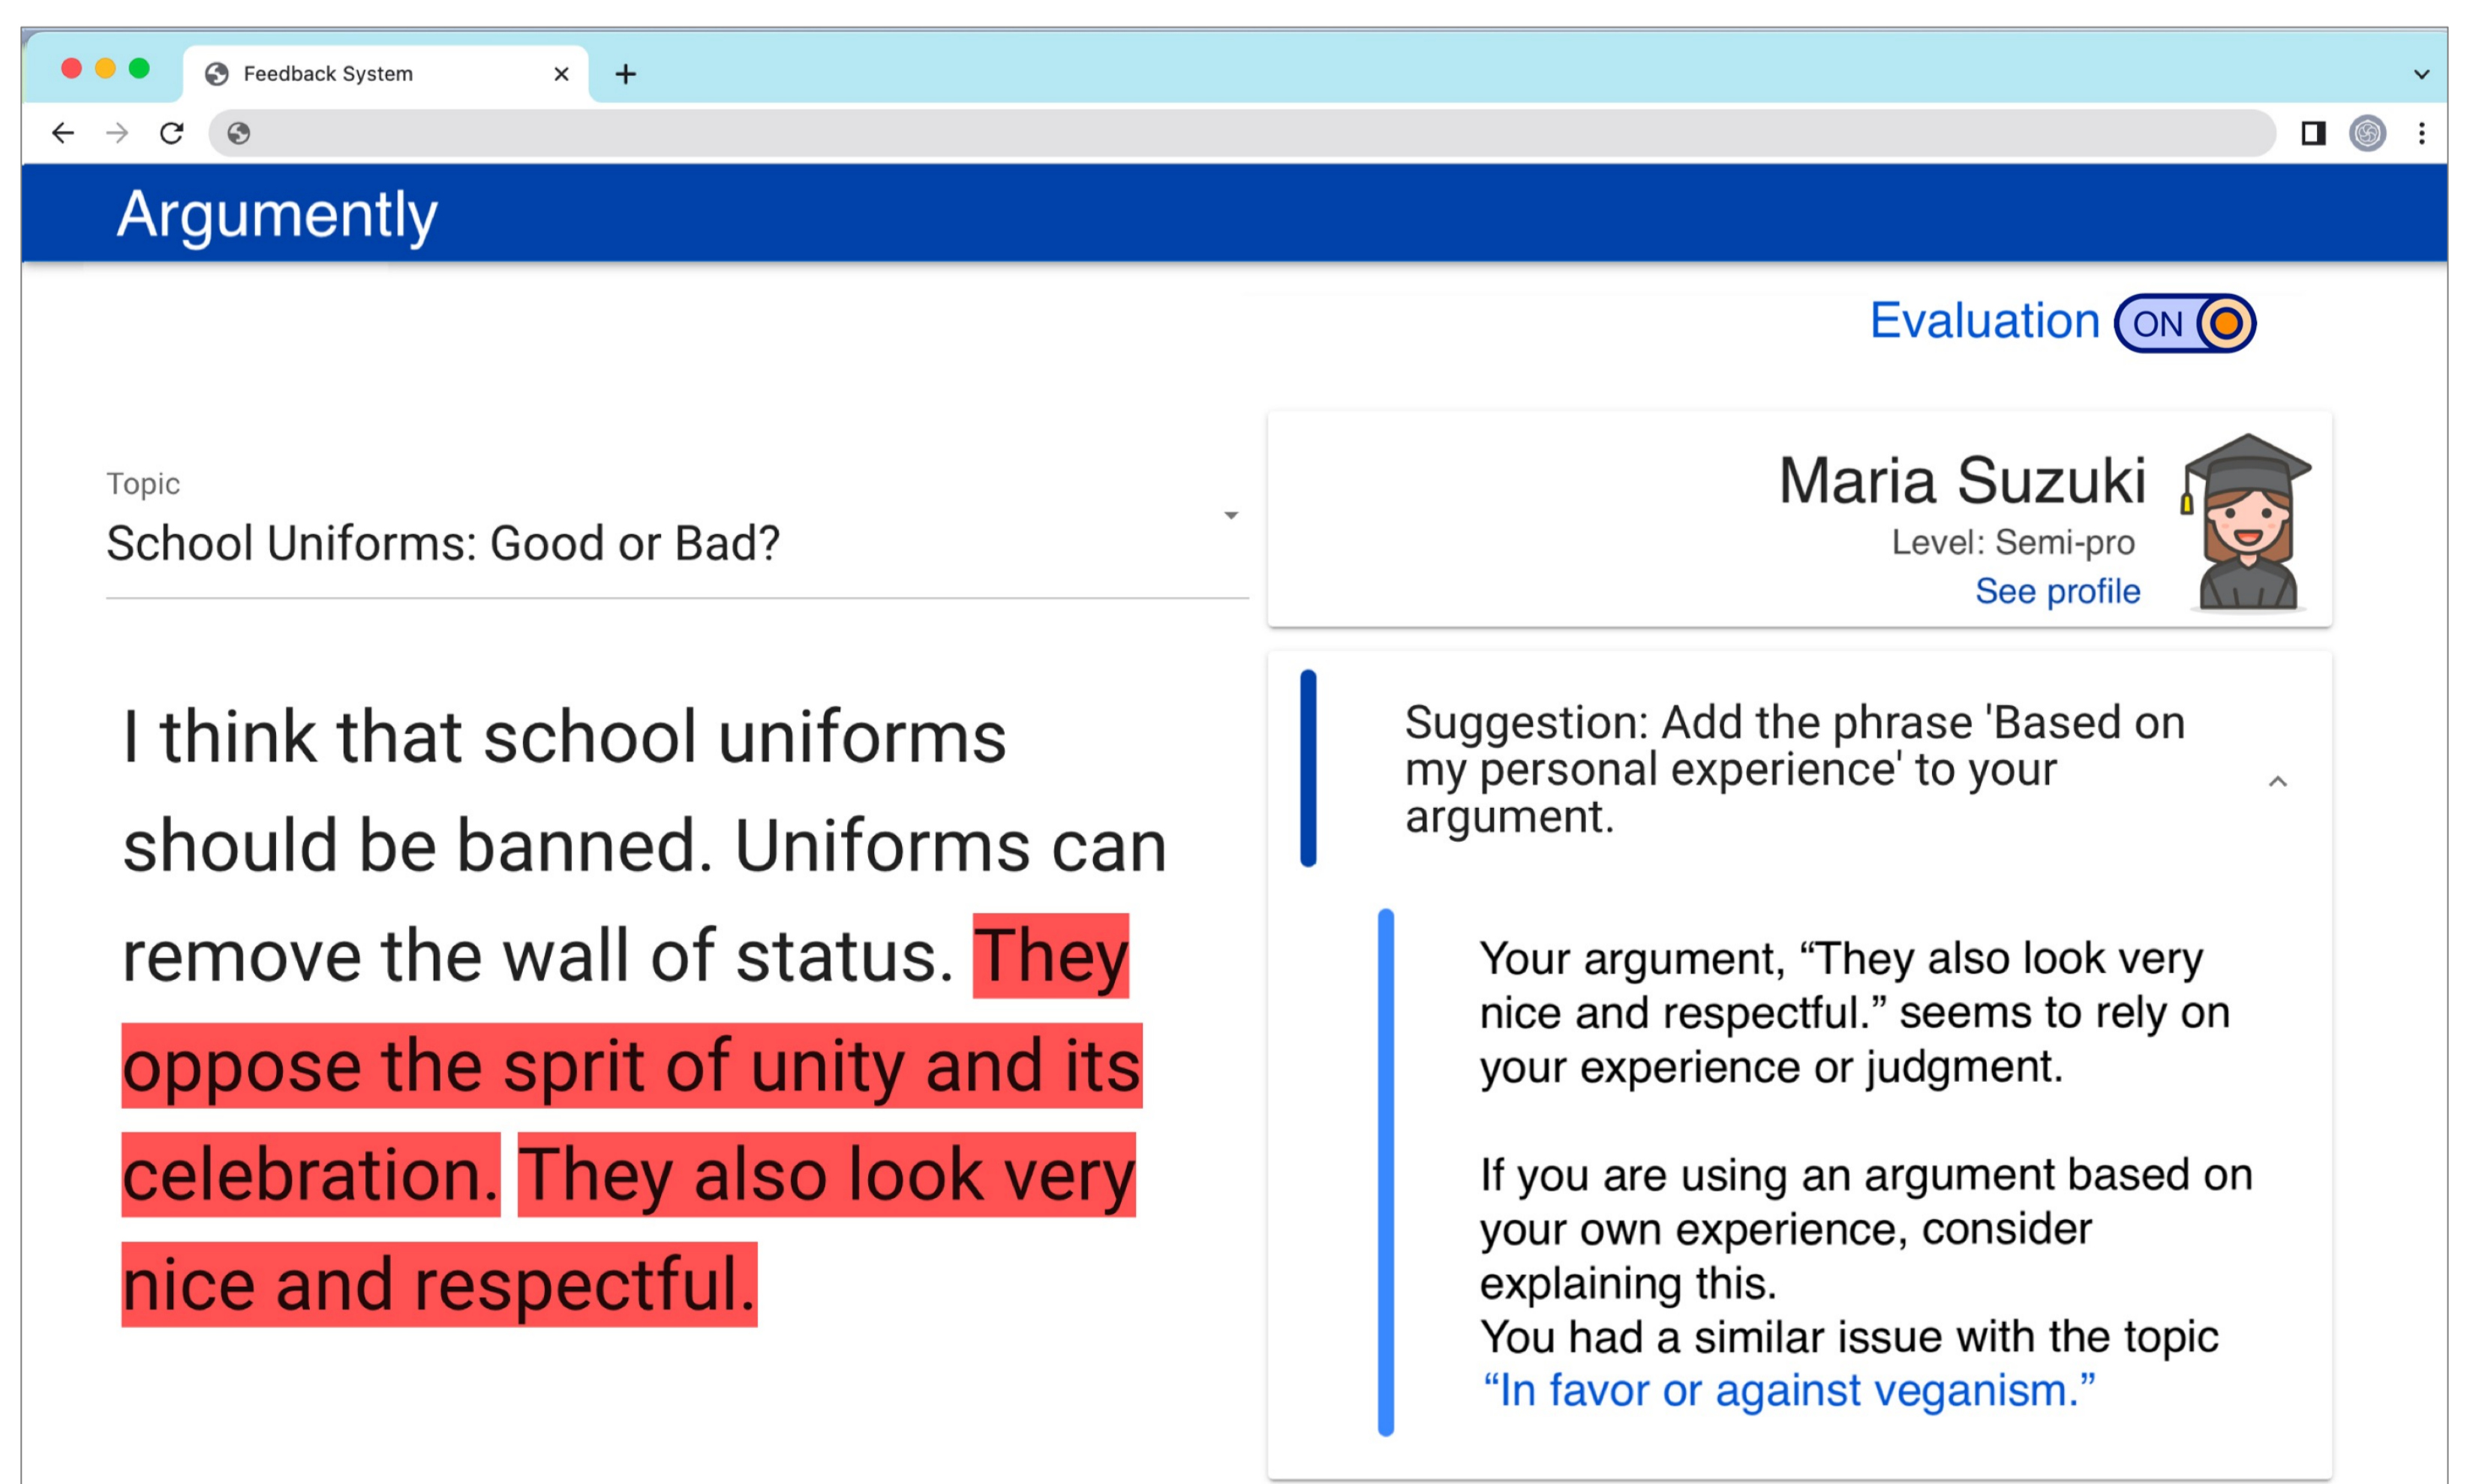 Feedback System
Argumently
Evaluation ON
Topic
School Uniforms: Good or Bad?
I think that school uniforms
should be banned. Uniforms can
remove the wall of status. They
oppose the sprit of unity and its
celebration. They also look very
nice and respectful.
Maria Suzuki
Level: Semi-pro
See profile
Suggestion: Add the phrase 'Based on
my personal experience' to your
argument.
Your argument, “They also look very
nice and respectful.” seems to rely on
your experience or judgment.
If you are using an argument based on
your own experience, consider
explaining this.
You had a similar issue with the topic
“In favor or against veganism.”